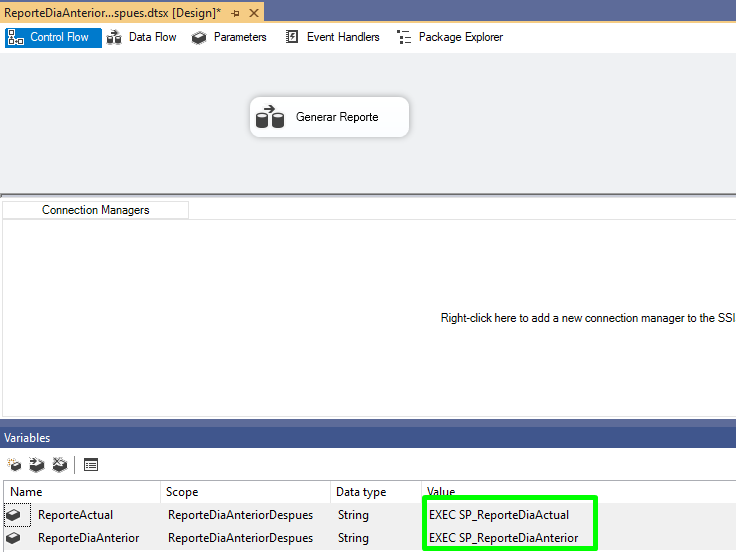 ReporteDiaAnterior...spues.dtsx [Design]*
Control Flow Data Flow Parameters Event Handlers Package Explorer
Generar Reporte
Connection Managers
Right-click here to add a new connection manager to the SSI
Variables
Name Scope Data type Value
ReporteActual ReporteDiaAnteriorDespues String EXEC SP_ReporteDiaActual
ReporteDiaAnterior ReporteDiaAnteriorDespues String EXEC SP_ReporteDiaAnterior